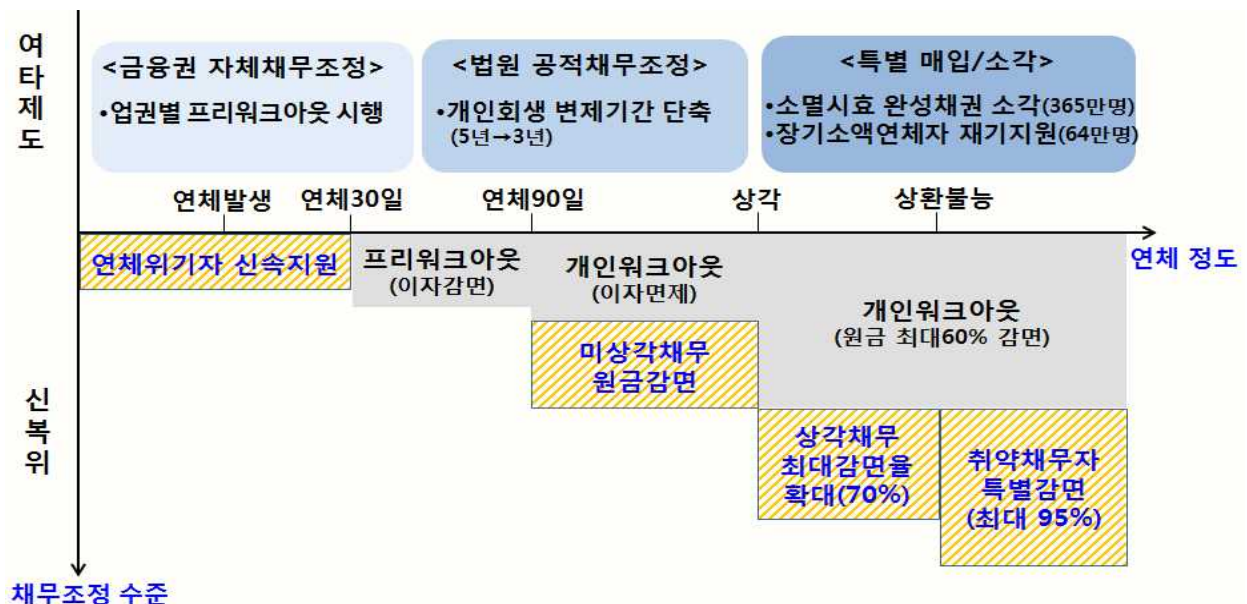 여타제도
<금융권 자체채무조정>
•업권별 프리워크아웃 시행
<법원 공적채무조정>
•개인회생 변제기간 단축
(5년→3년)
<특별 매입/소각>
•소멸시효 완성채권 소각(365만명)
•장기소액연체자 재기지원(64만명)
연체발생
연체30일
연체90일
상각
상환불능
연체 정도
신복위
연체위기자 신속지원
프리워크아웃
(이자감면)
개인워크아웃
(이자면제)
미상각채무
원금감면
개인워크아웃
(원금 최대60% 감면)
상각채무
최대감면율
확대(70%)
취약채무자
특별감면
(최대 95%)
채무조정 수준